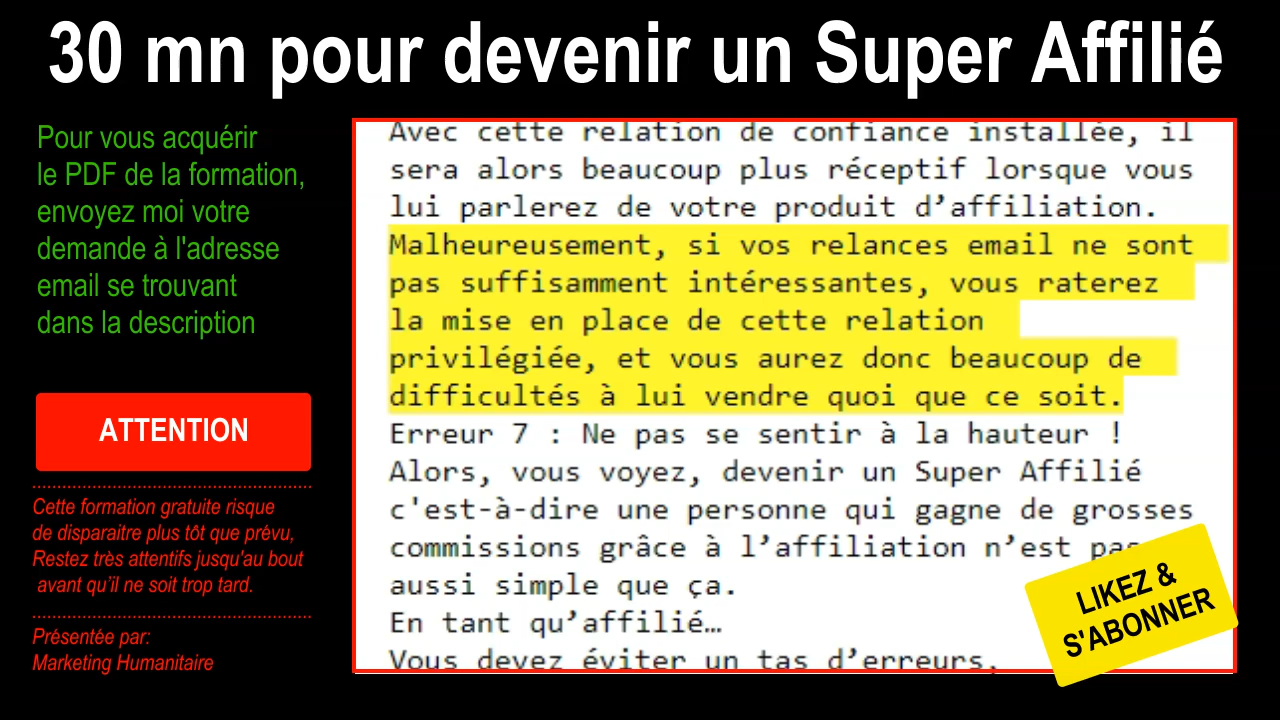 30 mn pour devenir un Super Affilié
Pour vous acquérir
le PDF de la formation,
envoyez moi votre
demande à l'adresse
email se trouvant
dans la description
ATTENTION
Cette formation gratuite risque
de disparaitre plus tôt que prévu,
Restez très attentifs jusqu'au bout
avant qu'il ne soit trop tard.
Présentée par:
Marketing Humanitaire
Avec cette relation de confiance installée, il
sera alors beaucoup plus réceptif lorsque vous
lui parlerez de votre produit d’affiliation.
Malheureusement, si vos relances email ne sont
pas suffisamment intéressantes, vous raterez
la mise en place de cette relation
privilégiée, et vous aurez donc beaucoup de
difficultés à lui vendre quoi que ce soit.
Erreur 7 : Ne pas se sentir à la hauteur !
Alors, vous voyez, devenir un Super Affilié
c'est-à-dire une personne qui gagne de grosses
commissions grâce à l’affiliation n’est pas
aussi simple que ça.
En tant qu’affilié…
Vous devez éviter un tas d’erreurs,
LIKEZ &
S'ABONNER